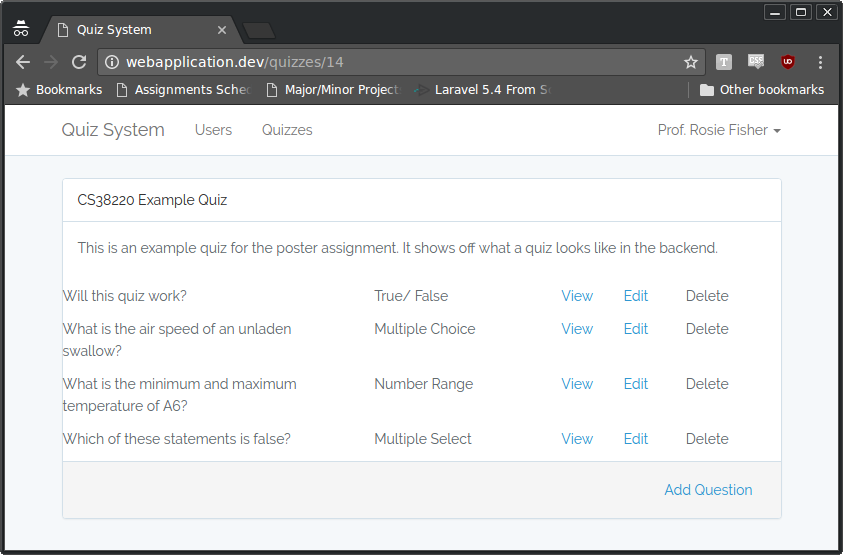 Quiz System
webapplication.dev/quizzes/14
Bookmarks Assignments Sche Major/Minor Project Laravel 5.4 From Sc Other bookmarks
Quiz System Users Quizzes Prof. Rosie Fisher
CS38220 Example Quiz
This is an example quiz for the poster assignment. It shows off what a quiz looks like in the backend.
Will this quiz work? True/ False View Edit Delete
What is the air speed of an unladen swallow? Multiple Choice View Edit Delete
What is the minimum and maximum temperature of A6? Number Range View Edit Delete
Which of these statements is false? Multiple Select View Edit Delete
Add Question